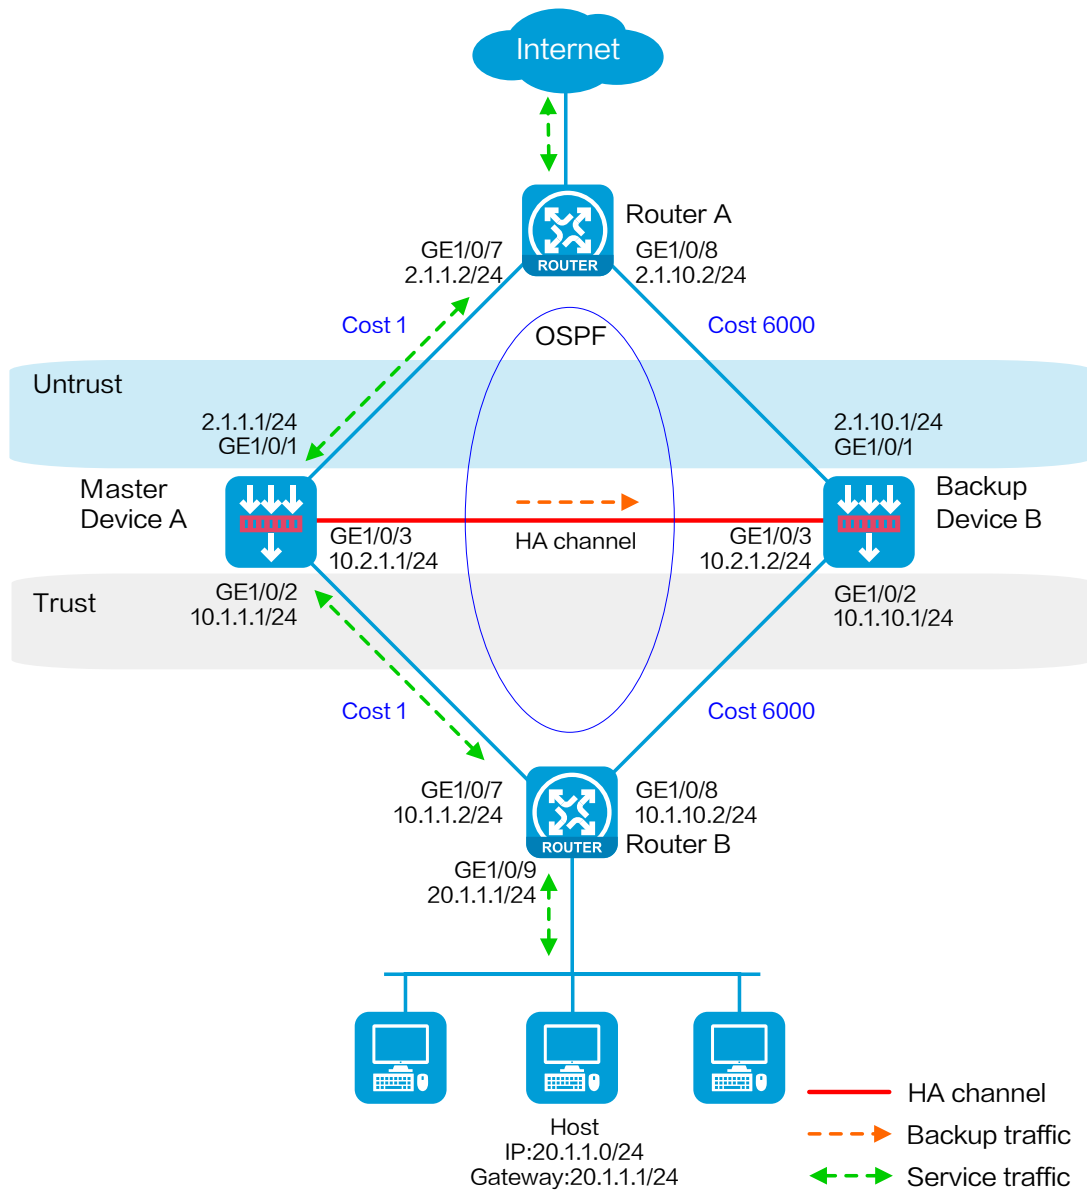 Internet
Router A
ROUTER
GE1/0/7
2.1.1.2/24
GE1/0/8
2.1.10.2/24
Cost 1
OSPF
Cost 6000
Untrust
2.1.1.1/24
GE1/0/1
2.1.10.1/24
GE1/0/1
Master
Device A
Backup
Device B
GE1/0/3
10.2.1.1/24
HA channel
GE1/0/3
10.2.1.2/24
Trust
GE1/0/2
10.1.1.1/24
GE1/0/2
10.1.10.1/24
Cost 1
Cost 6000
GE1/0/7
10.1.1.2/24
GE1/0/8
10.1.10.2/24
ROUTER
Router B
GE1/0/9
20.1.1.1/24
Host
IP:20.1.1.0/24
Gateway:20.1.1.1/24
HA channel
Backup traffic
Service traffic